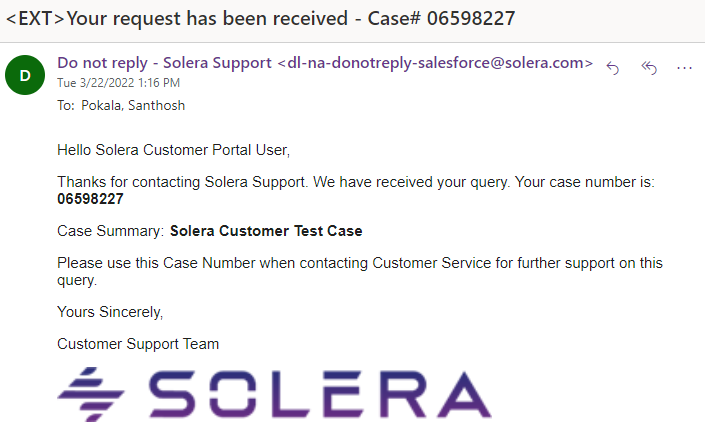 <EXT>Your request has been received - Case# 06598227
D
Do not reply - Solera Support <dl-na-donotreply-salesforce@solera.com>
Tue 3/22/2022 1:16 PM
To: Pokala, Santhosh
Hello Solera Customer Portal User,
Thanks for contacting Solera Support. We have received your query. Your case number is:
06598227
Case Summary: Solera Customer Test Case
Please use this Case Number when contacting Customer Service for further support on this
query.
Yours Sincerely,
Customer Support Team
SOLERA